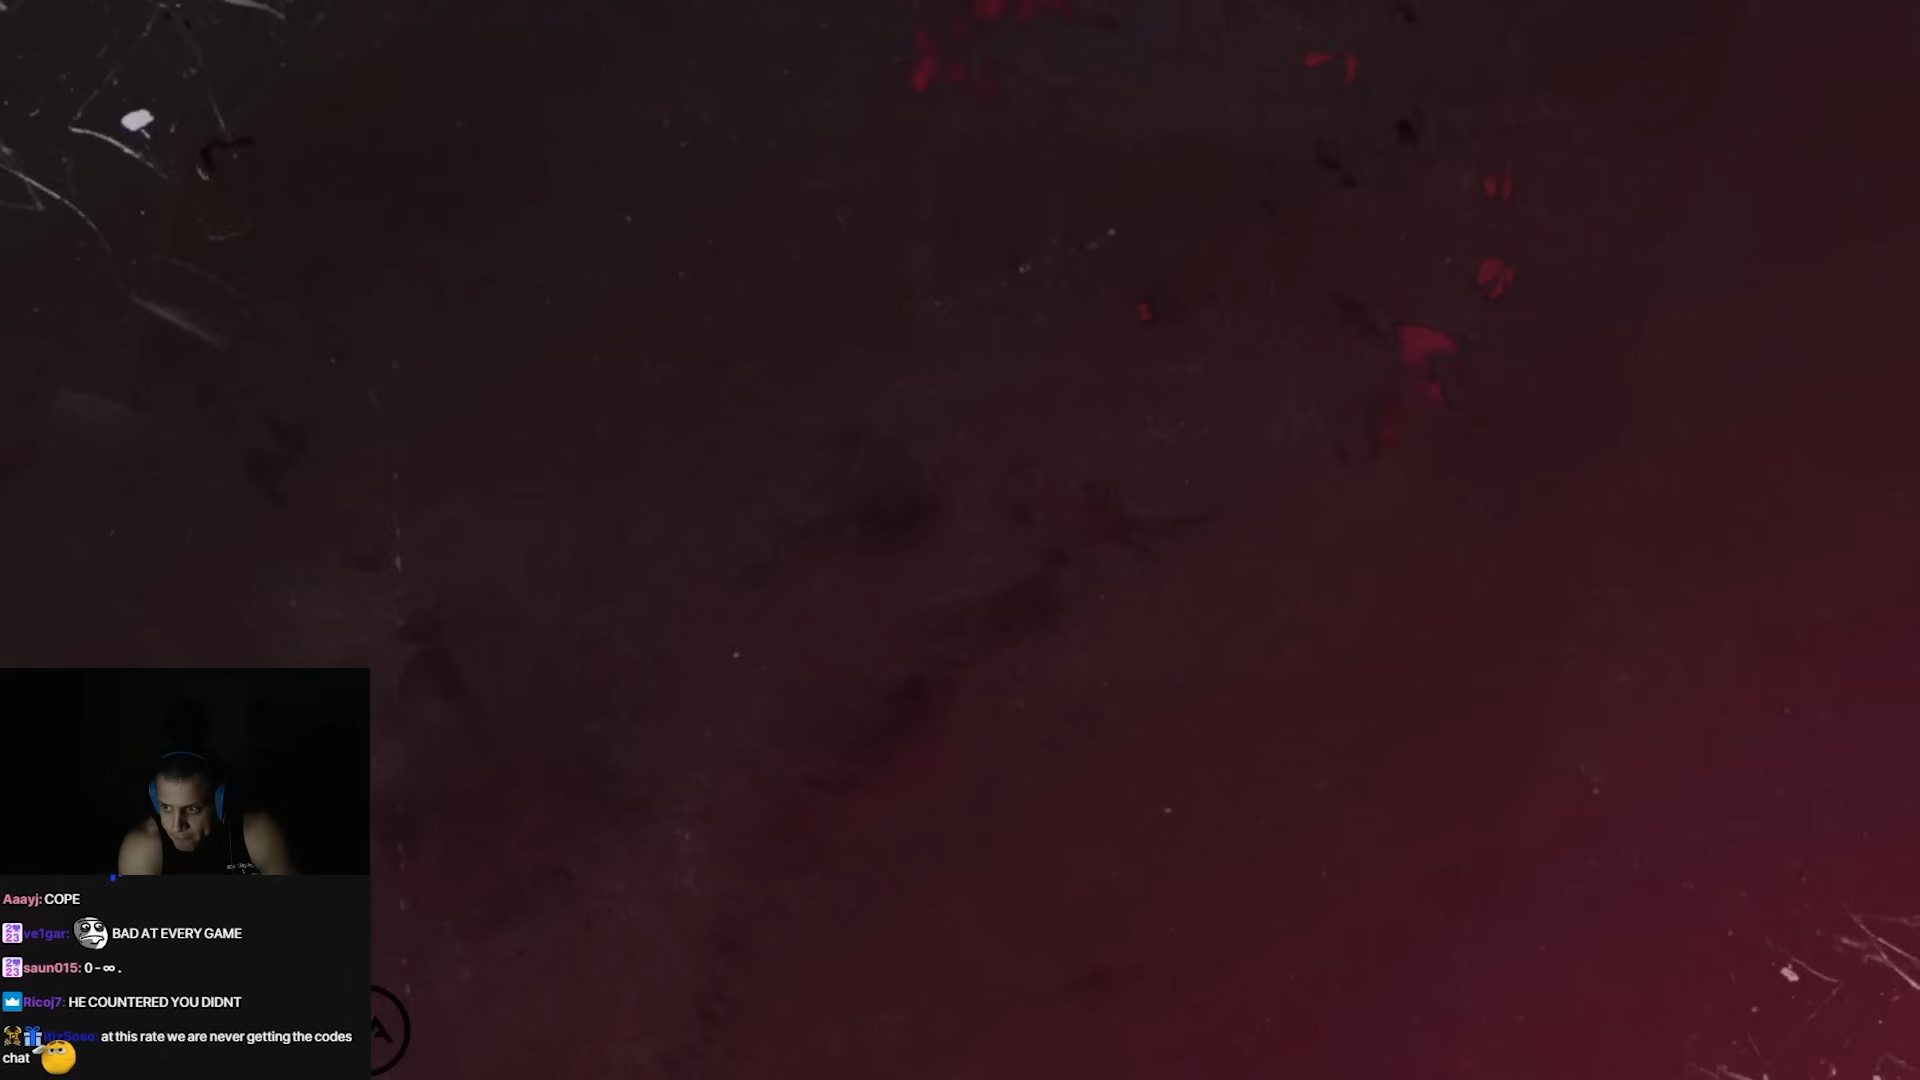 Aaayj: COPE
ve1gar: BAD AT EVERY GAME
saun015: 0 - ∞ .
Ricoj7: HE COUNTERED YOU DIDNT
at this rate we are never getting the codes
chat